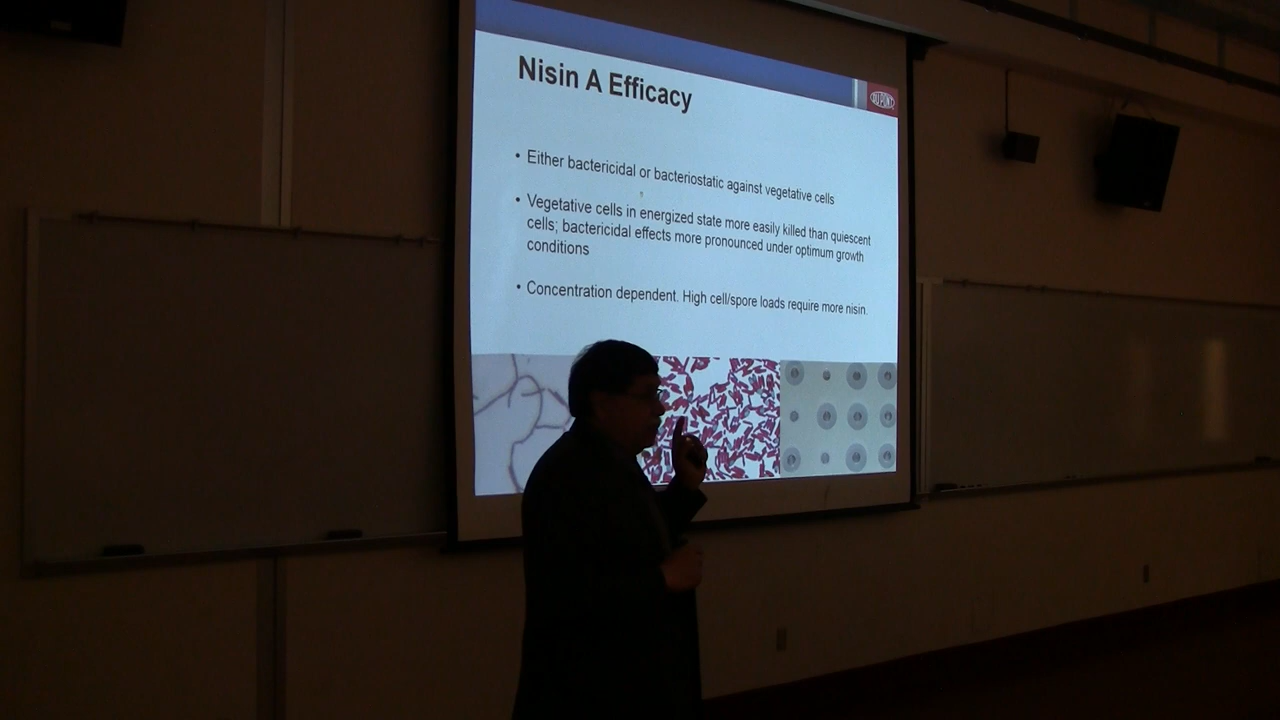 Nisin A Efficacy
DUPONT
• Either bactericidal or bacteriostatic against vegetative cells
• Vegetative cells in energized state more easily killed than quiescent
cells; bactericidal effects more pronounced under optimum growth
conditions
• Concentration dependent. High cell/spore loads require more nisin.